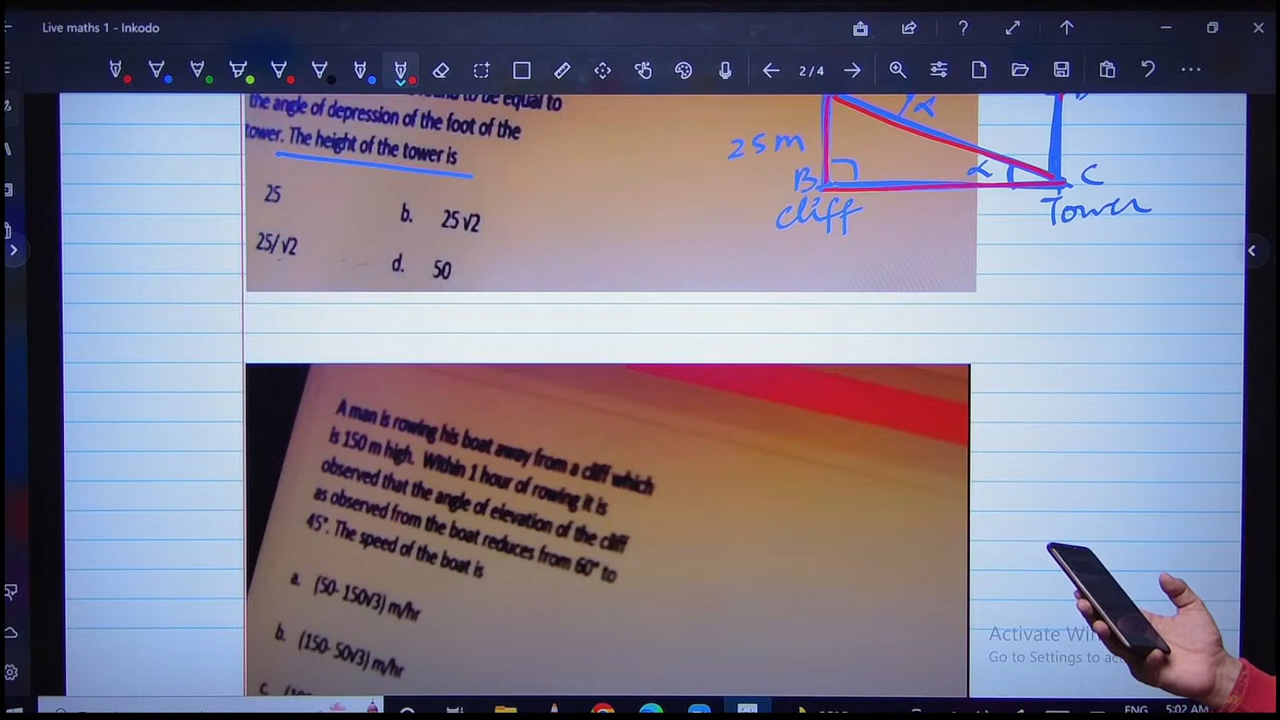 Live maths 1 - Inkodo
2/4
to be equal to
the angle of depression of the foot of the
tower. The height of the tower is
25
b. 25 √2
25/√2
d. 50
25m
α
α
B
C
Cliff
Tower
A man is rowing his boat away from a cliff which
is 150 m high. Within 1 hour of rowing it is
observed that the angle of elevation of the cliff
as observed from the boat reduces from 60° to
45°. The speed of the boat is
a. (50- 150√3) m/hr
b. (150- 50√3) m/hr
Activate Win
Go to Settings to ac
ENG
5:02 AM